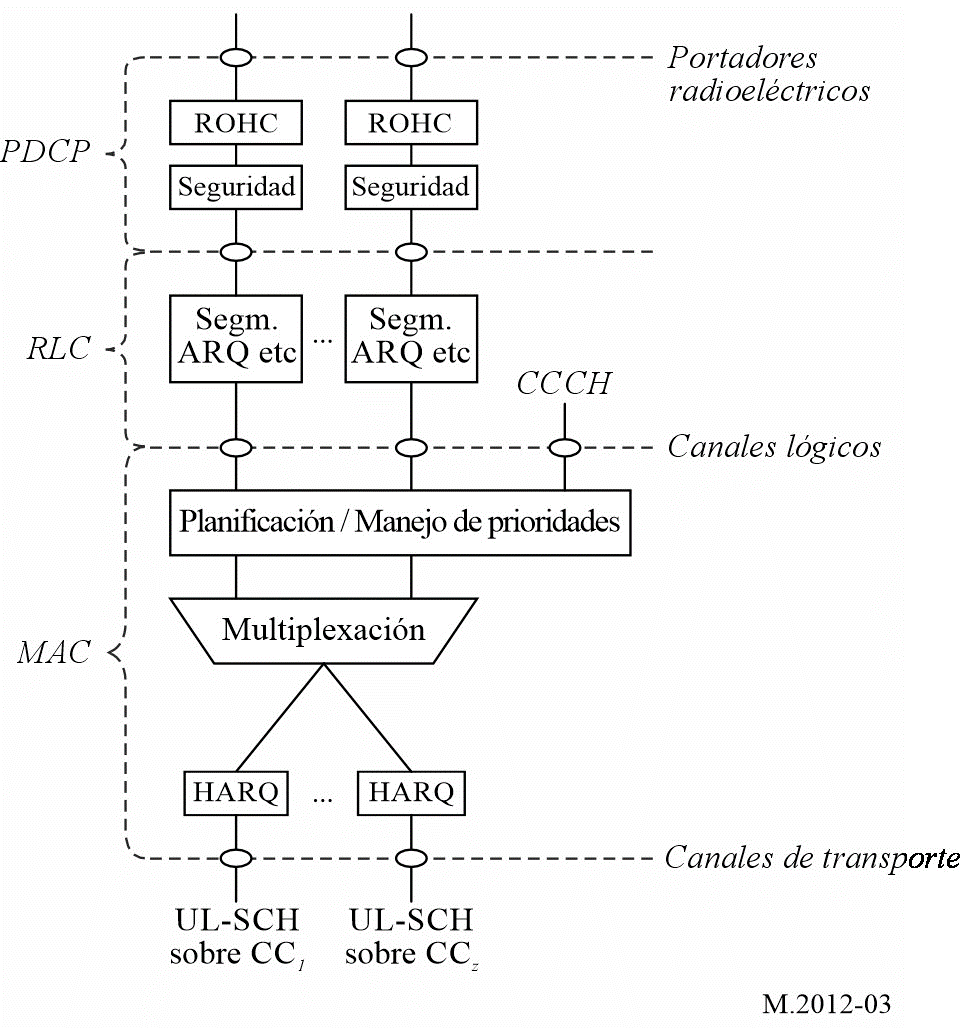 Portadores
radioeléctricos
ROHC ROHC
PDCP
Seguridad Seguridad
Segm.
ARQ etc
...
Segm.
ARQ etc
RLC
CCCH
Canales lógicos
Planificación / Manejo de prioridades
Multiplexación
MAC
HARQ ... HARQ
Canales de transporte
UL-SCH
sobre CC1
UL-SCH
sobre CCz
M.2012-03